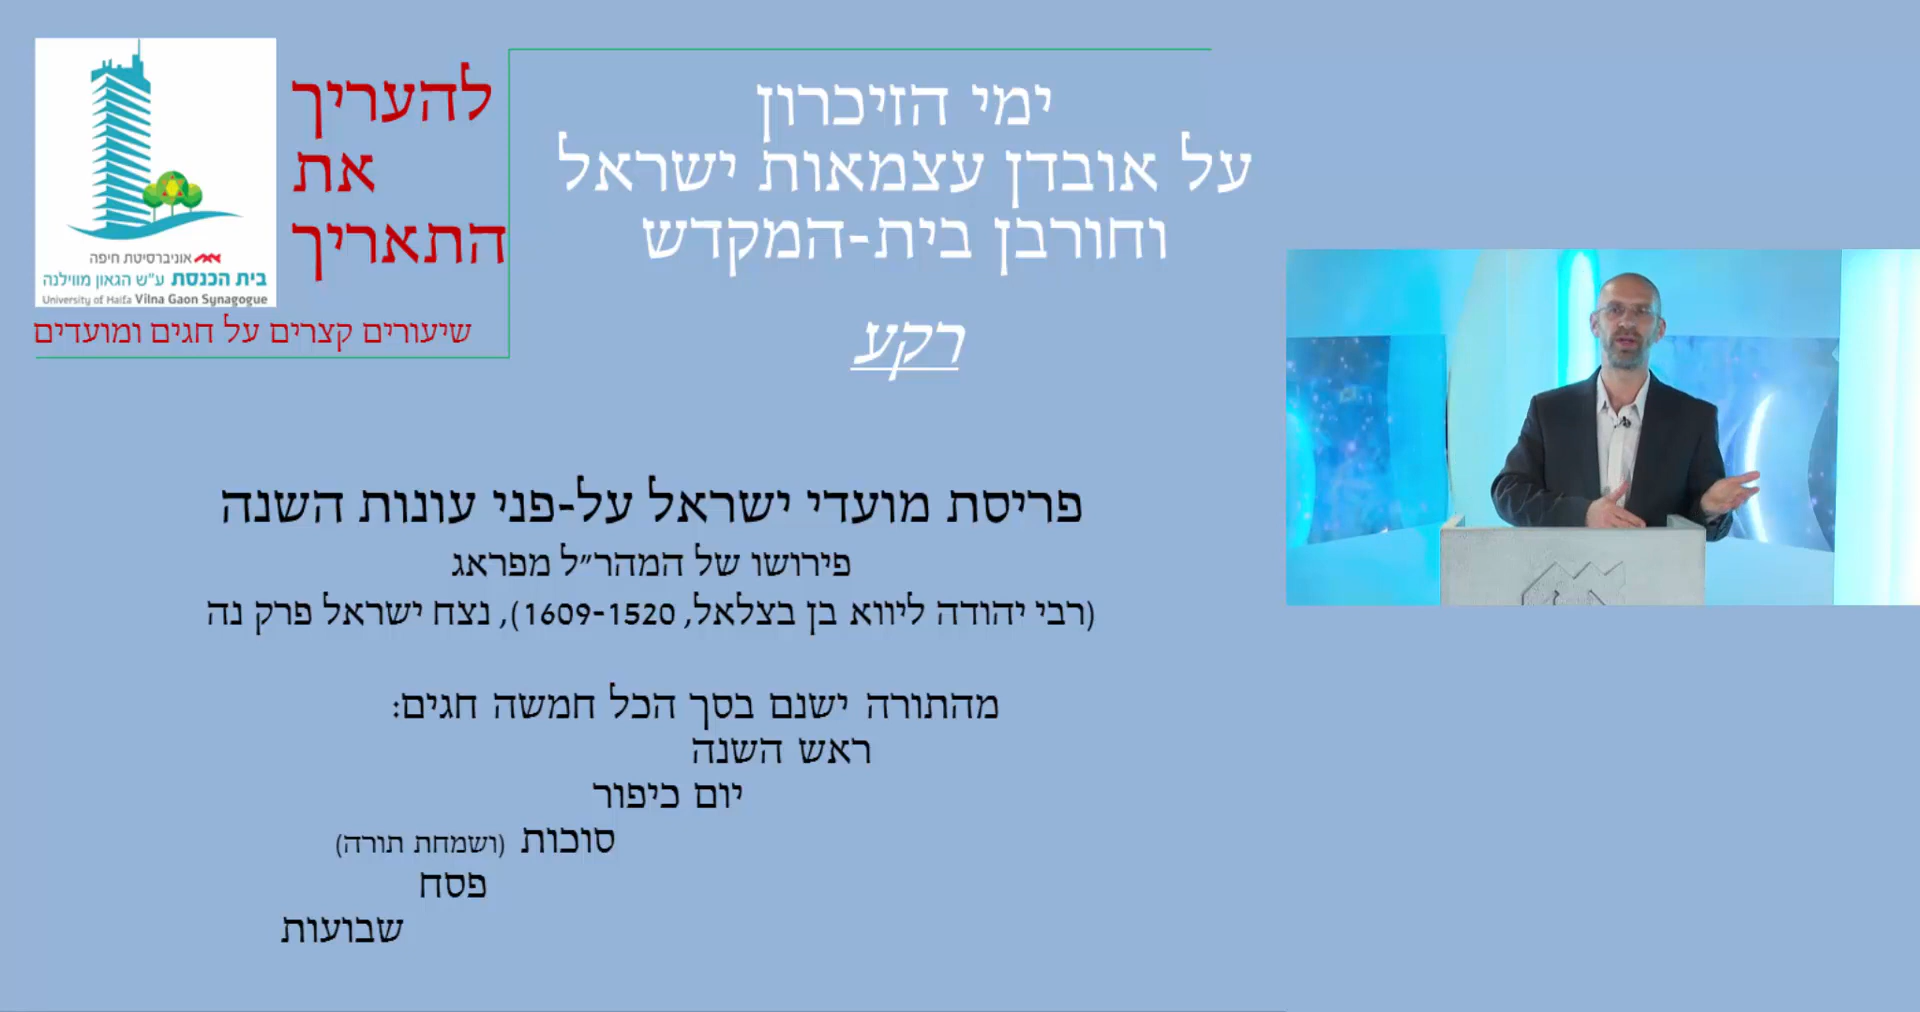 אוניברסיטת חיפה
בית הכנסת ע"ש הגאון מווילנה
University of Haifa Vilna Gaon Synagogue
להעריך
את
התאריך
שיעורים קצרים על חגים ומועדים
ימי הזיכרון
על אובדן עצמאות ישראל
וחורבן בית-המקדש
רקע
פריסת מועדי ישראל על-פני עונות השנה
פירושו של המהר״ל מפראג
(רבי יהודה ליווא בן בצלאל, 1609-1520), נצח ישראל פרק נה
מהתורה ישנם בסך הכל חמשה חגים:
ראש השנה
יום כיפור
סוכות (ושמחת תורה)
פסח
שבועות